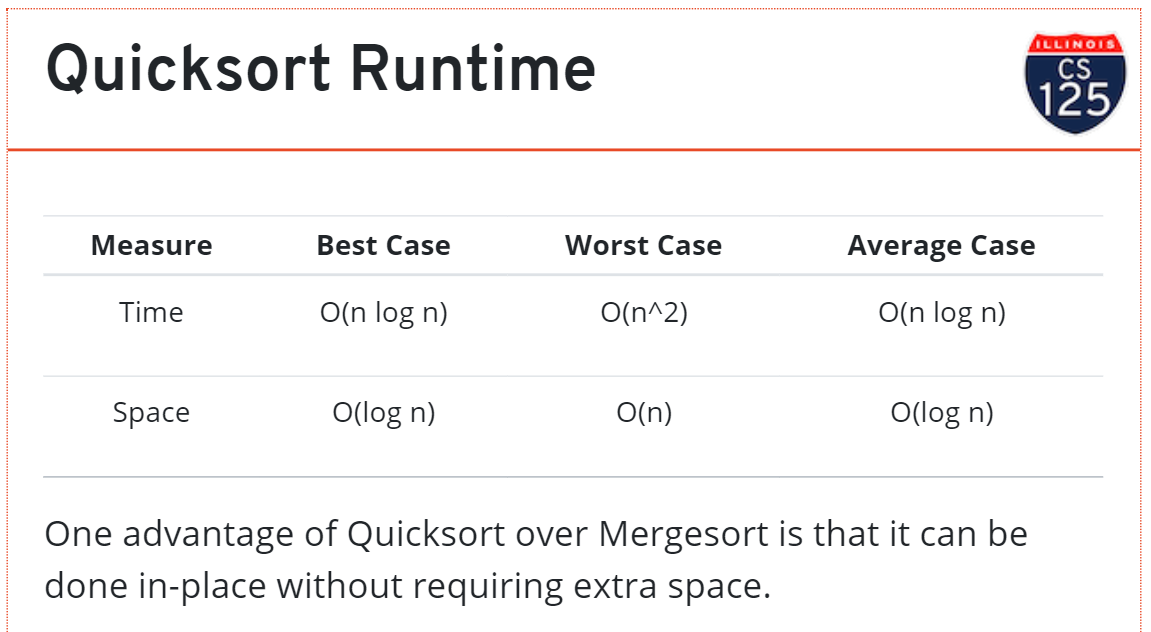 Quicksort Runtime
ILLINOIS
CS
125
Measure Best Case Worst Case Average Case
Time O(n log n) O(n^2) O(n log n)
Space O(log n) O(n) O(log n)
One advantage of Quicksort over Mergesort is that it can be
done in-place without requiring extra space.